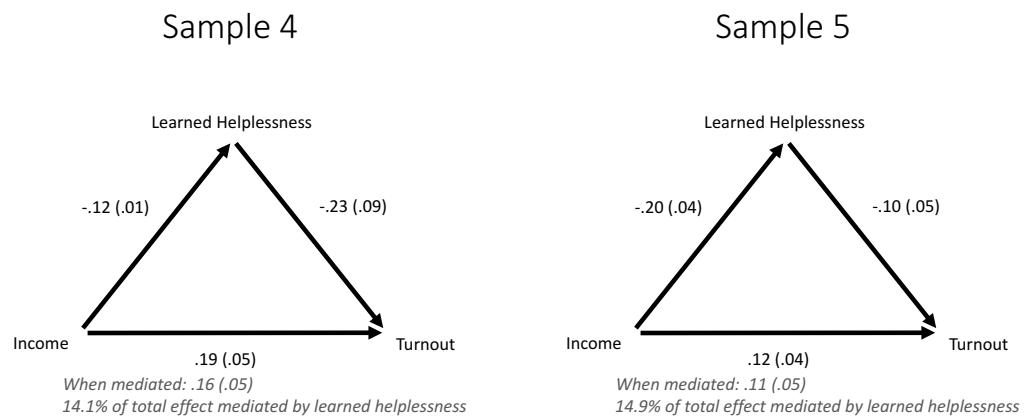 Sample 4
Learned Helplessness
-.12 (.01)
-.23 (.09)
Income
Turnout
.19 (.05)
When mediated: .16 (.05)
14.1% of total effect mediated by learned helplessness
Sample 5
Learned Helplessness
-.20 (.04)
-.10 (.05)
Income
Turnout
.12 (.04)
When mediated: .11 (.05)
14.9% of total effect mediated by learned helplessness